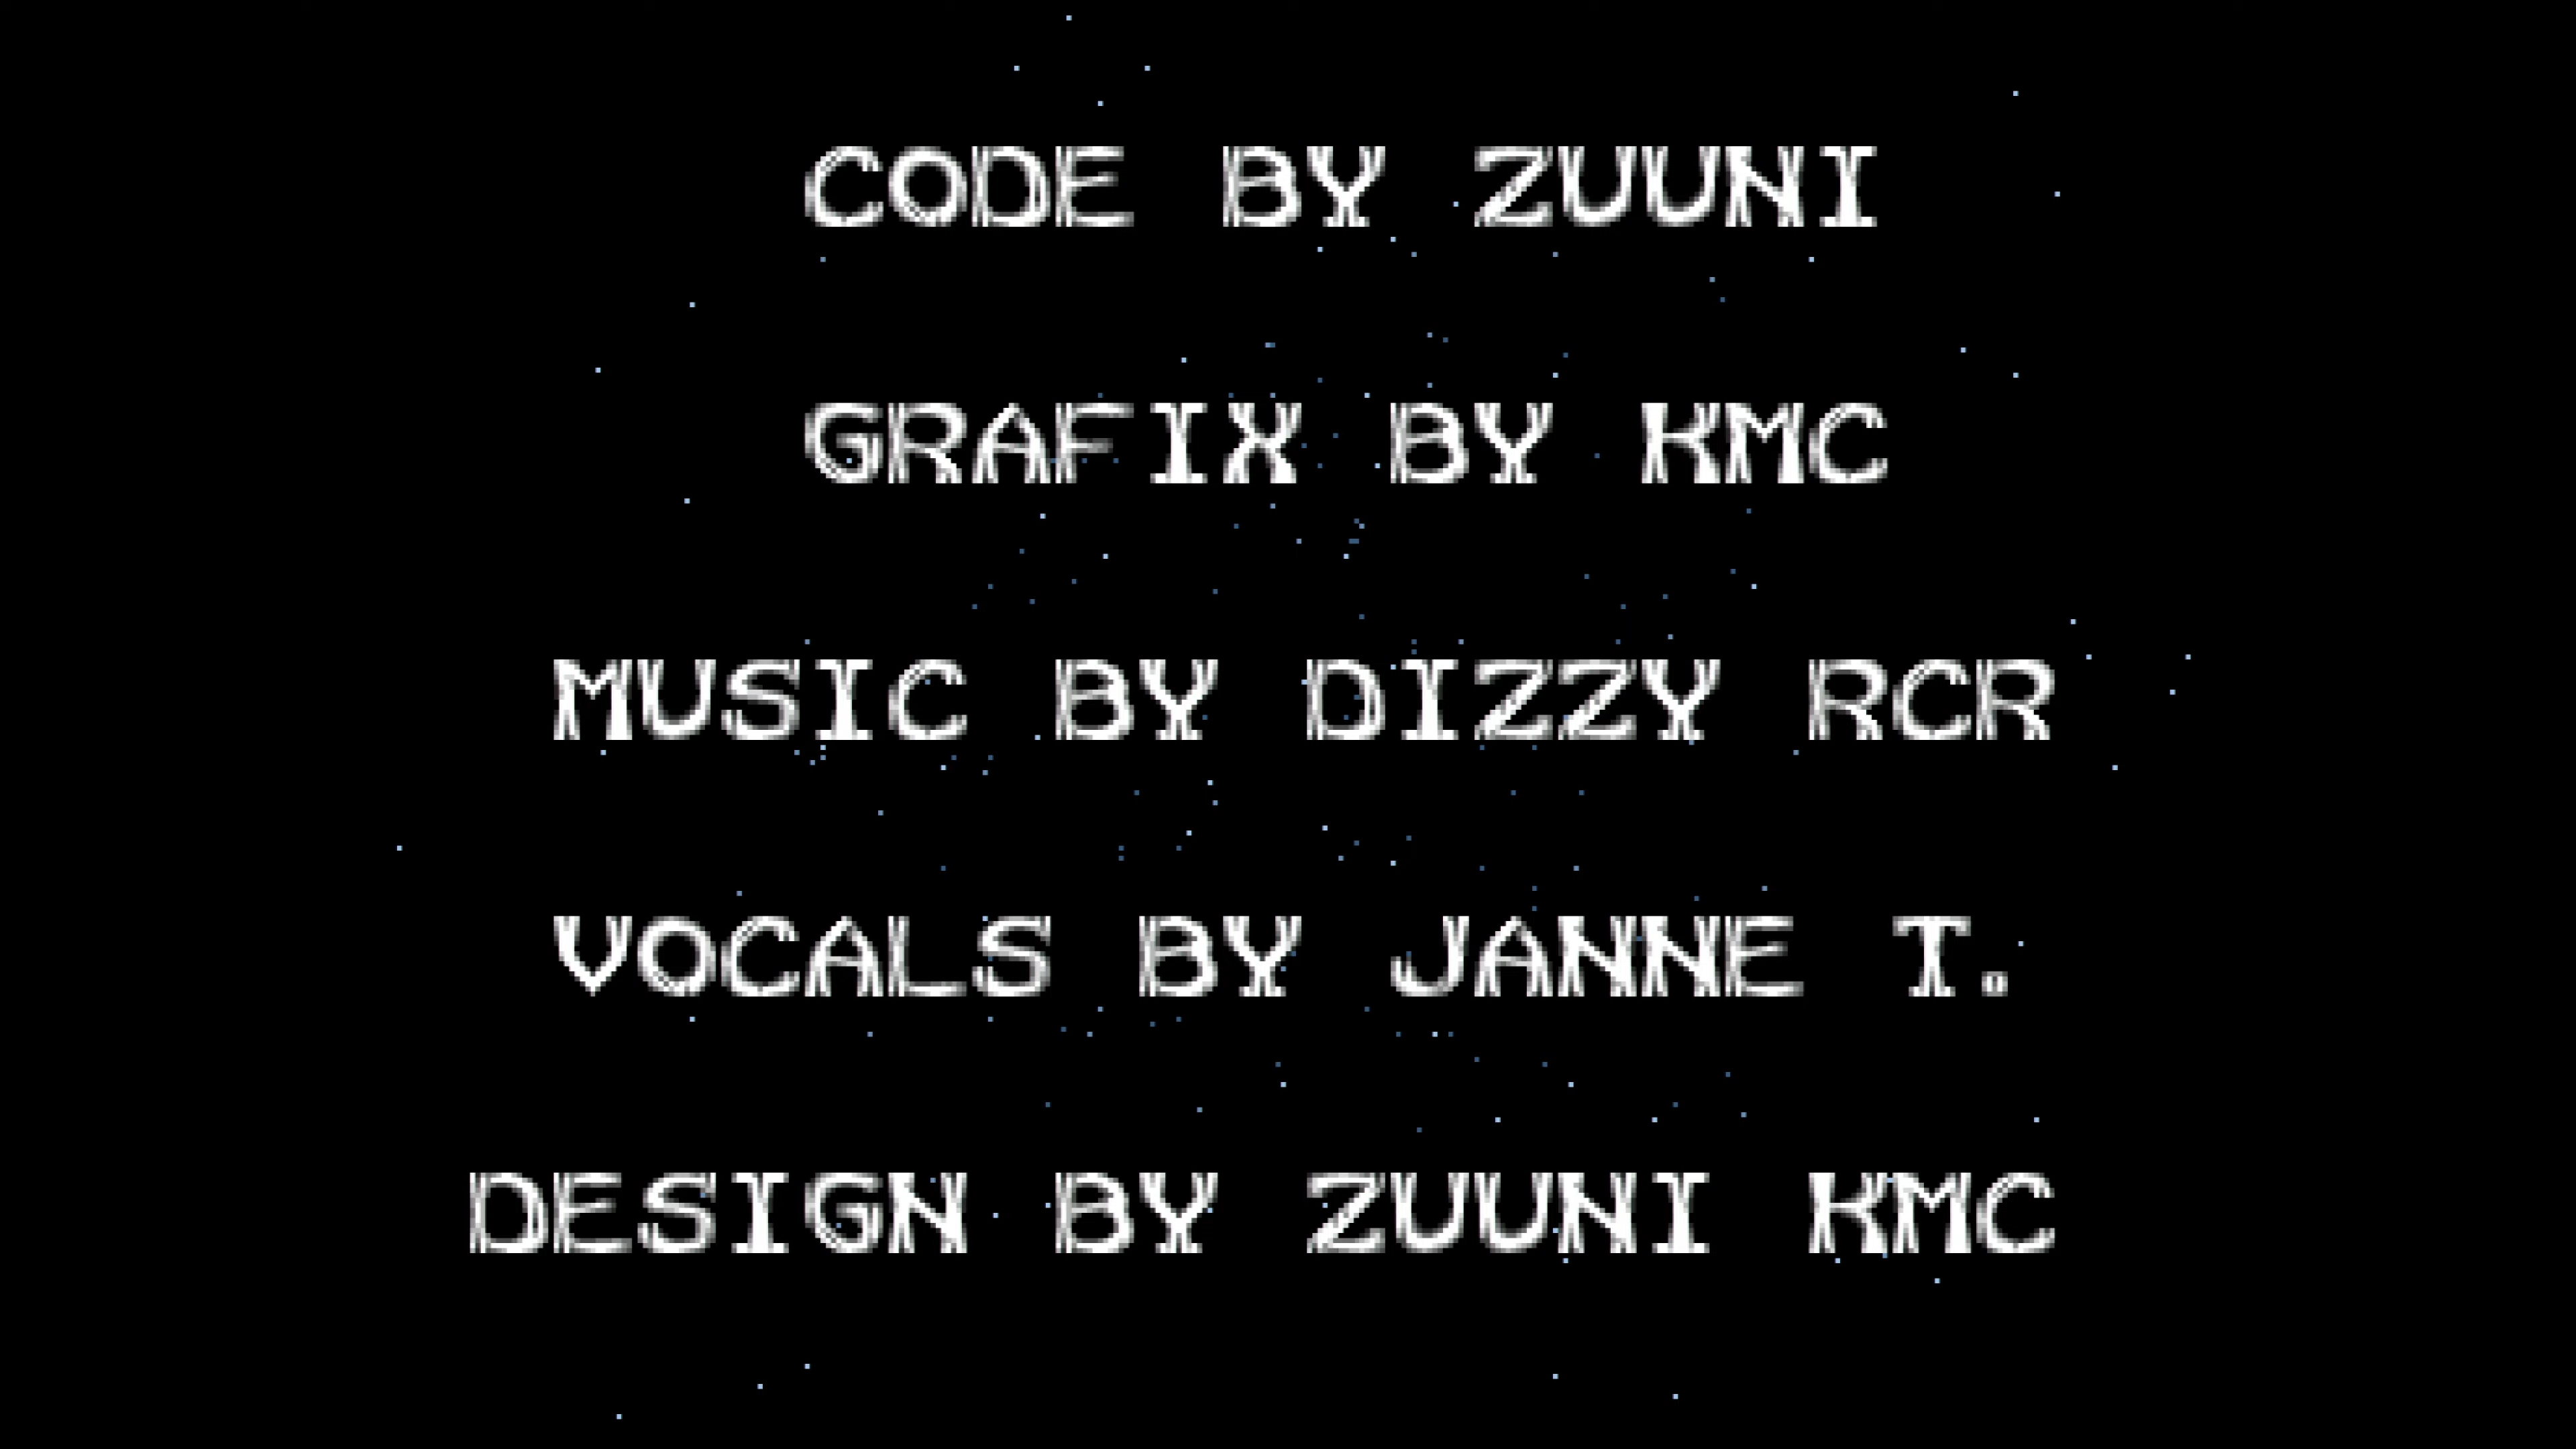 CODE BY ZUUNI
GRAFIX BY KMC
MUSIC BY DIZZY RCR
VOCALS BY JANNE T.
DESIGN BY ZUUNI KMC